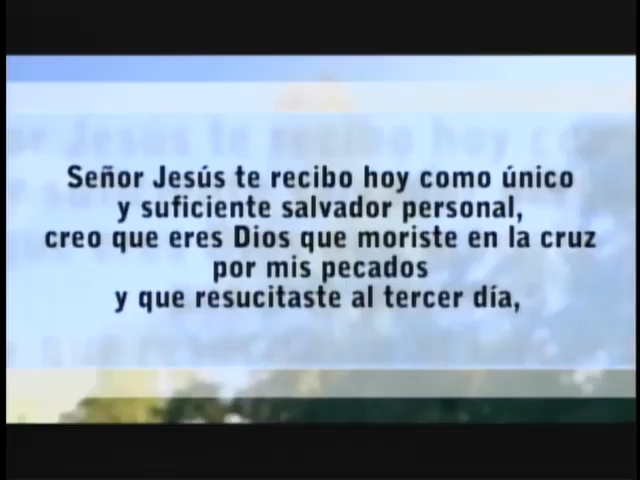 Señor Jesús te recibo hoy como único
y suficiente salvador personal,
creo que eres Dios que moriste en la cruz
por mis pecados
y que resucitaste al tercer día,